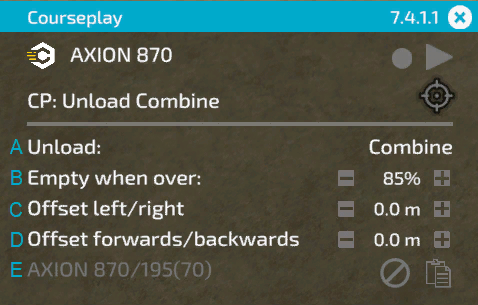 Courseplay 7.4.1.1
AXION 870
CP: Unload Combine
A Unload: Combine
B Empty when over: 85%
C Offset left/right 0.0 m
D Offset forwards/backwards 0.0 m
E AXION 870/195(70)